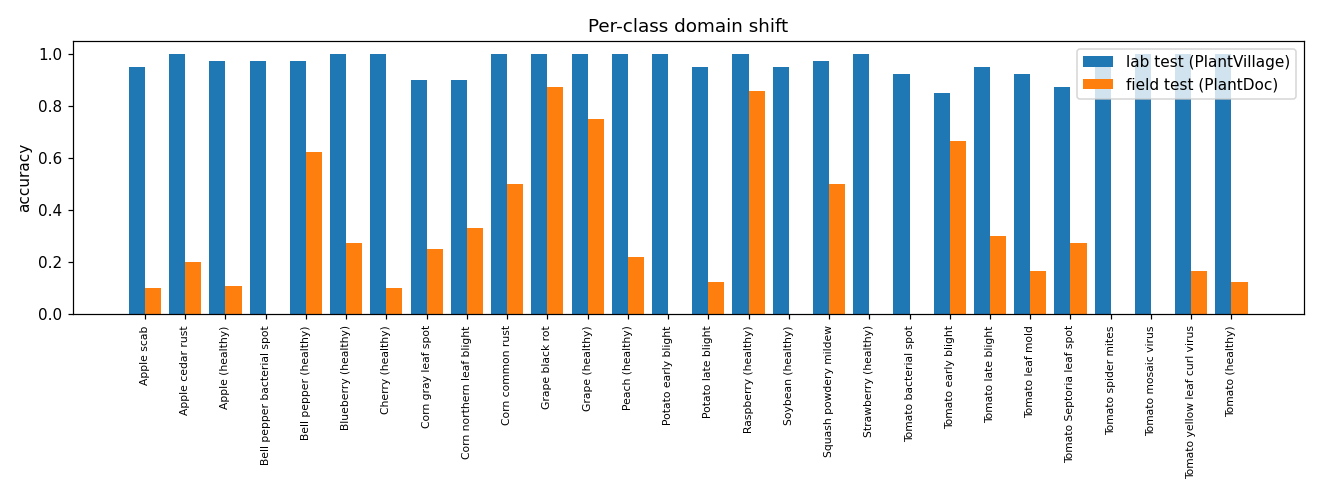 Per-class domain shift
lab test (PlantVillage)
field test (PlantDoc)
accuracy
1.0
0.8
0.6
0.4
0.2
0.0
Apple scab
Apple cedar rust
Apple (healthy)
Bell pepper bacterial spot
Bell pepper (healthy)
Blueberry (healthy)
Cherry (healthy)
Corn gray leaf spot
Corn northern leaf blight
Corn common rust
Grape black rot
Grape (healthy)
Peach (healthy)
Potato early blight
Potato late blight
Raspberry (healthy)
Soybean (healthy)
Squash powdery mildew
Strawberry (healthy)
Tomato bacterial spot
Tomato early blight
Tomato late blight
Tomato leaf mold
Tomato Septoria leaf spot
Tomato spider mites
Tomato mosaic virus
Tomato yellow leaf curl virus
Tomato (healthy)